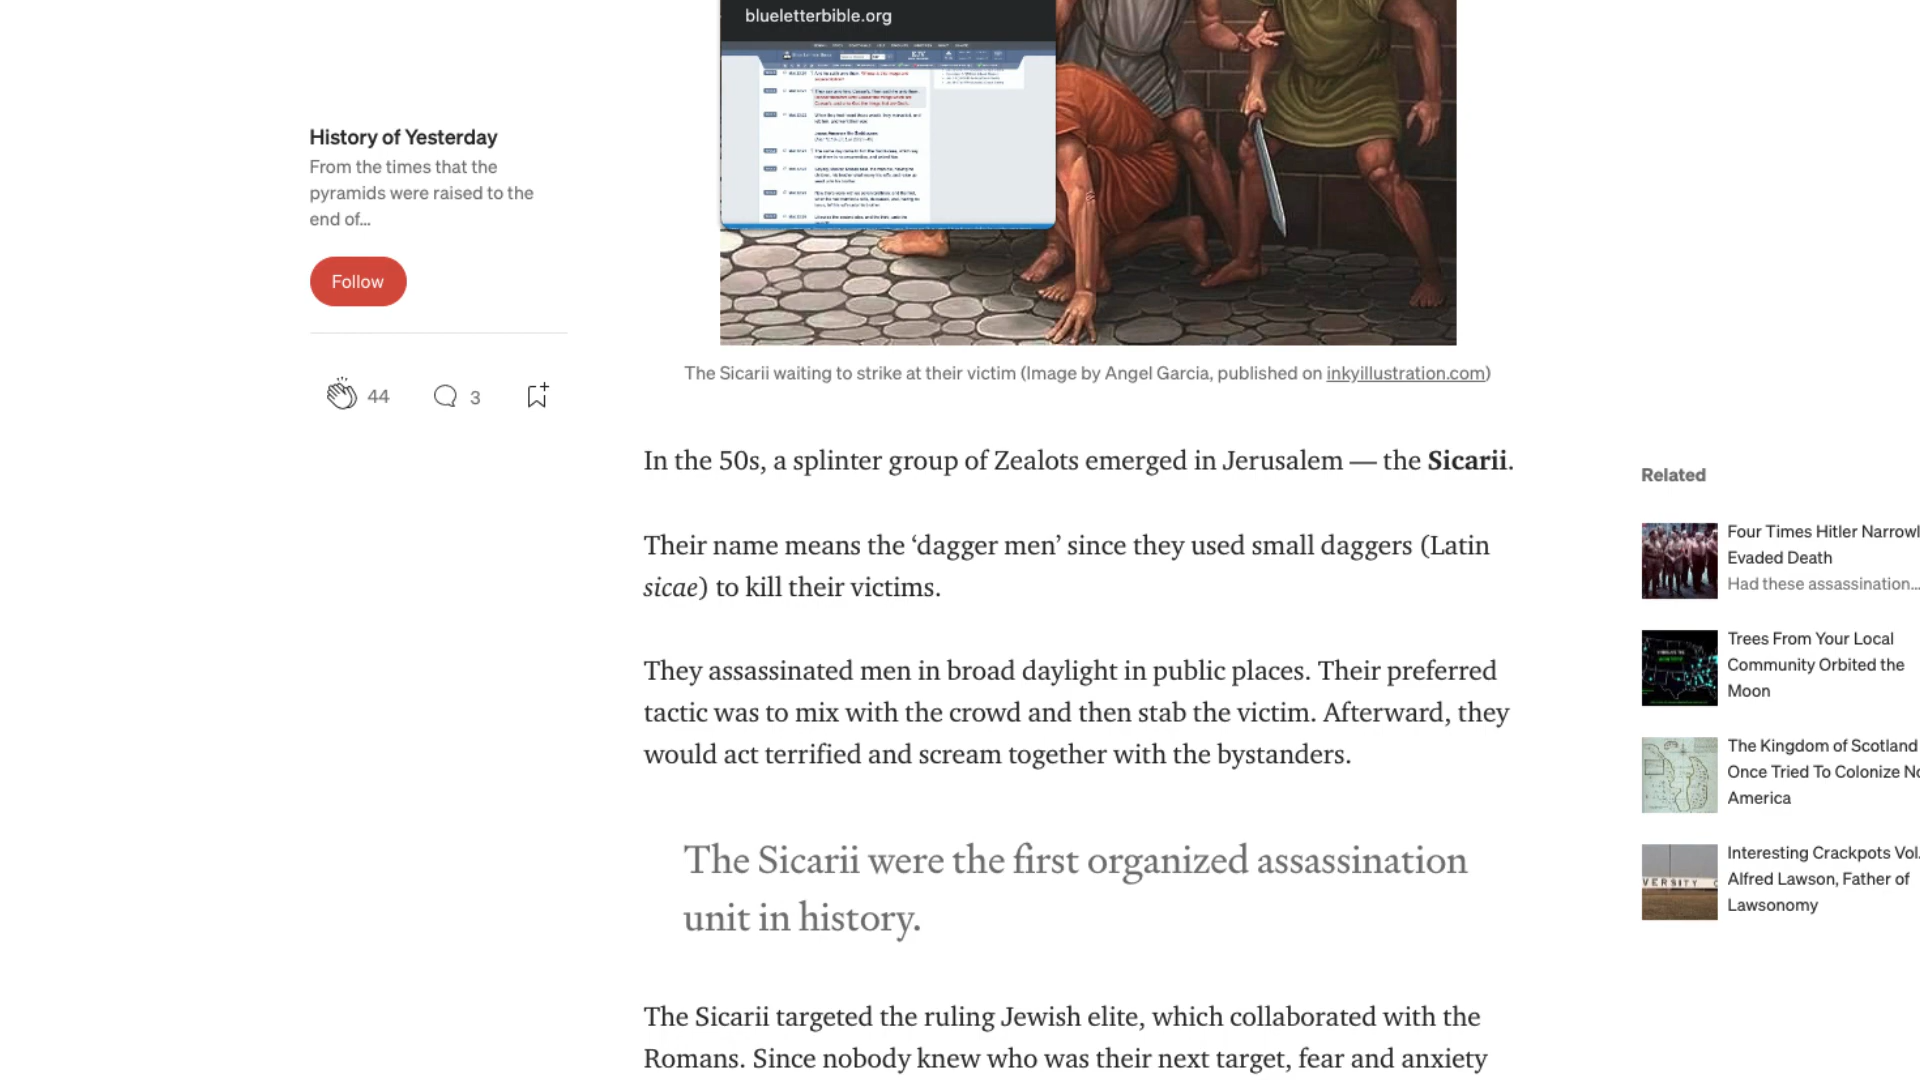 blueletterbible.org
History of Yesterday
From the times that the
pyramids were raised to the
end of...
Follow
44
3
The Sicarii waiting to strike at their victim (Image by Angel Garcia, published on inkyillustration.com)
In the 50s, a splinter group of Zealots emerged in Jerusalem — the Sicarii.
Their name means the ‘dagger men’ since they used small daggers (Latin
sicae) to kill their victims.
They assassinated men in broad daylight in public places. Their preferred
tactic was to mix with the crowd and then stab the victim. Afterward, they
would act terrified and scream together with the bystanders.
The Sicarii were the first organized assassination
unit in history.
The Sicarii targeted the ruling Jewish elite, which collaborated with the
Romans. Since nobody knew who was their next target, fear and anxiety
Related
Four Times Hitler Narrowl
Evaded Death
Had these assassination...
Trees From Your Local
Community Orbited the
Moon
The Kingdom of Scotland
Once Tried To Colonize No
America
Interesting Crackpots Vol.
Alfred Lawson, Father of
Lawsonomy
VERSITY